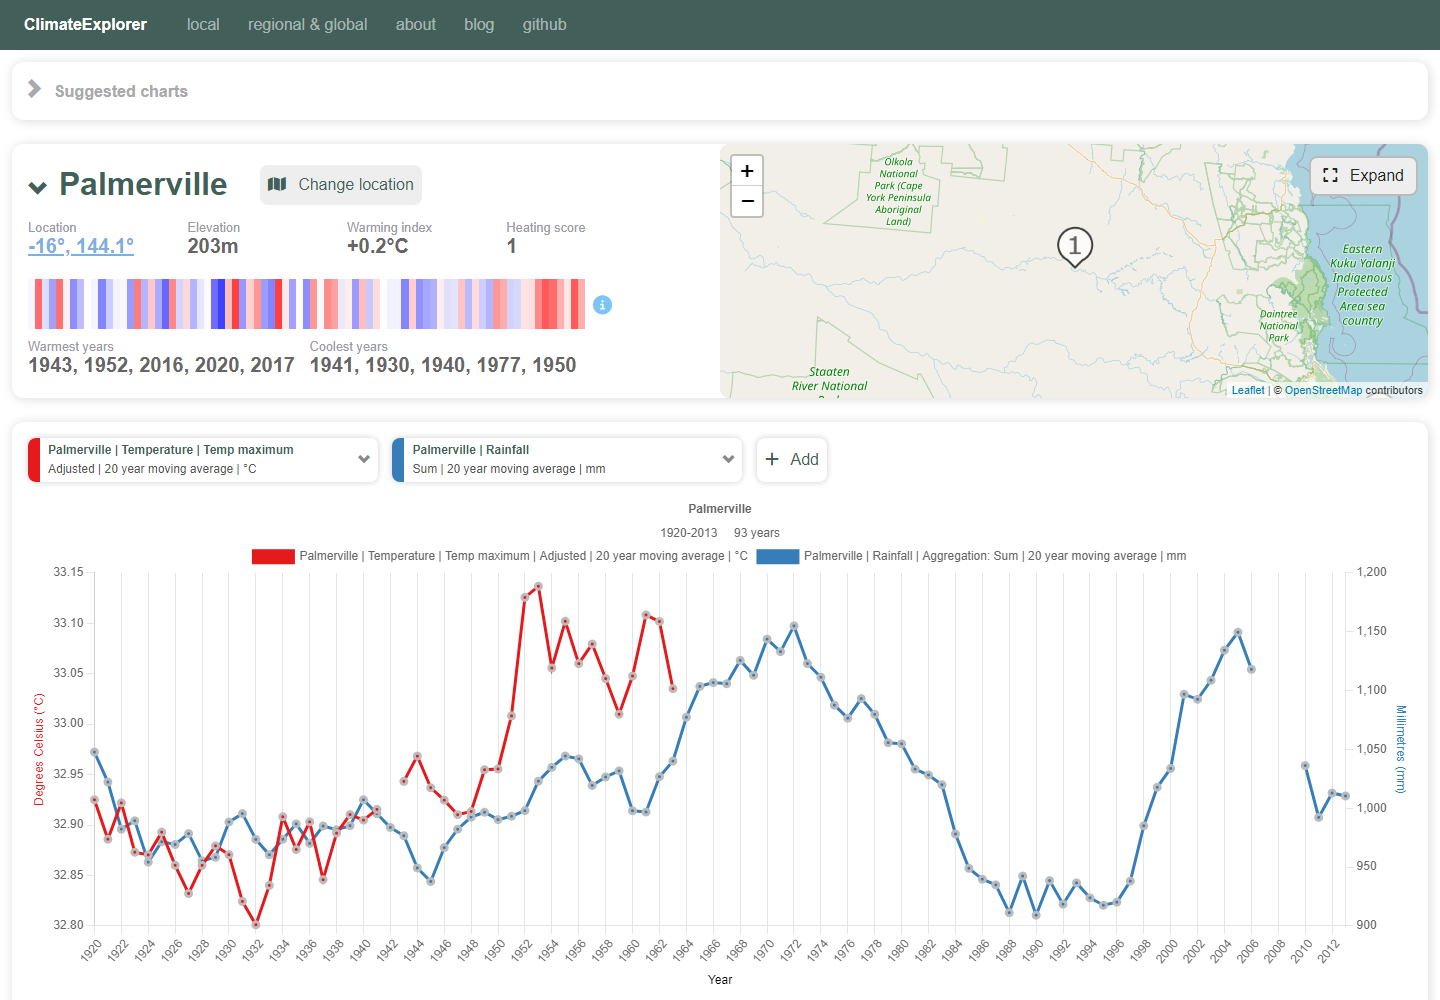 ClimateExplorer local regional & global about blog github
Suggested charts
Palmerville
Change location
Location Elevation Warming index Heating score
-16°, 144.1° 203m +0.2°C 1
Warmest years Coolest years
1943, 1952, 2016, 2020, 2017 1941, 1930, 1940, 1977, 1950
+
−
Expand
1
Olkola
National
Park (Cape
York Peninsula
Aboriginal
Land)
Eastern
Kuku Yalanji
Indigenous
Protected
Area sea
country
Daintree
National
Park
Staaten
River National
Leaflet | © OpenStreetMap contributors
Palmerville | Temperature | Temp maximum
Adjusted | 20 year moving average | °C
Palmerville | Rainfall
Sum | 20 year moving average | mm
+ Add
Palmerville
1920-2013 93 years
Palmerville | Temperature | Temp maximum | Adjusted | 20 year moving average | °C
Palmerville | Rainfall | Aggregation: Sum | 20 year moving average | mm
Degrees Celsius (°C)
33.15
33.10
33.05
33.00
32.95
32.90
32.85
32.80
1,200
1,150
1,100
1,050
1,000
950
900
Millimetres (mm)
1920 1922 1924 1926 1928 1930 1932 1934 1936 1938 1940 1942 1944 1946 1948 1950 1952 1954 1956 1958 1960 1962 1964 1966 1968 1970 1972 1974 1976 1978 1980 1982 1984 1986 1988 1990 1992 1994 1996 1998 2000 2002 2004 2006 2008 2010 2012
Year